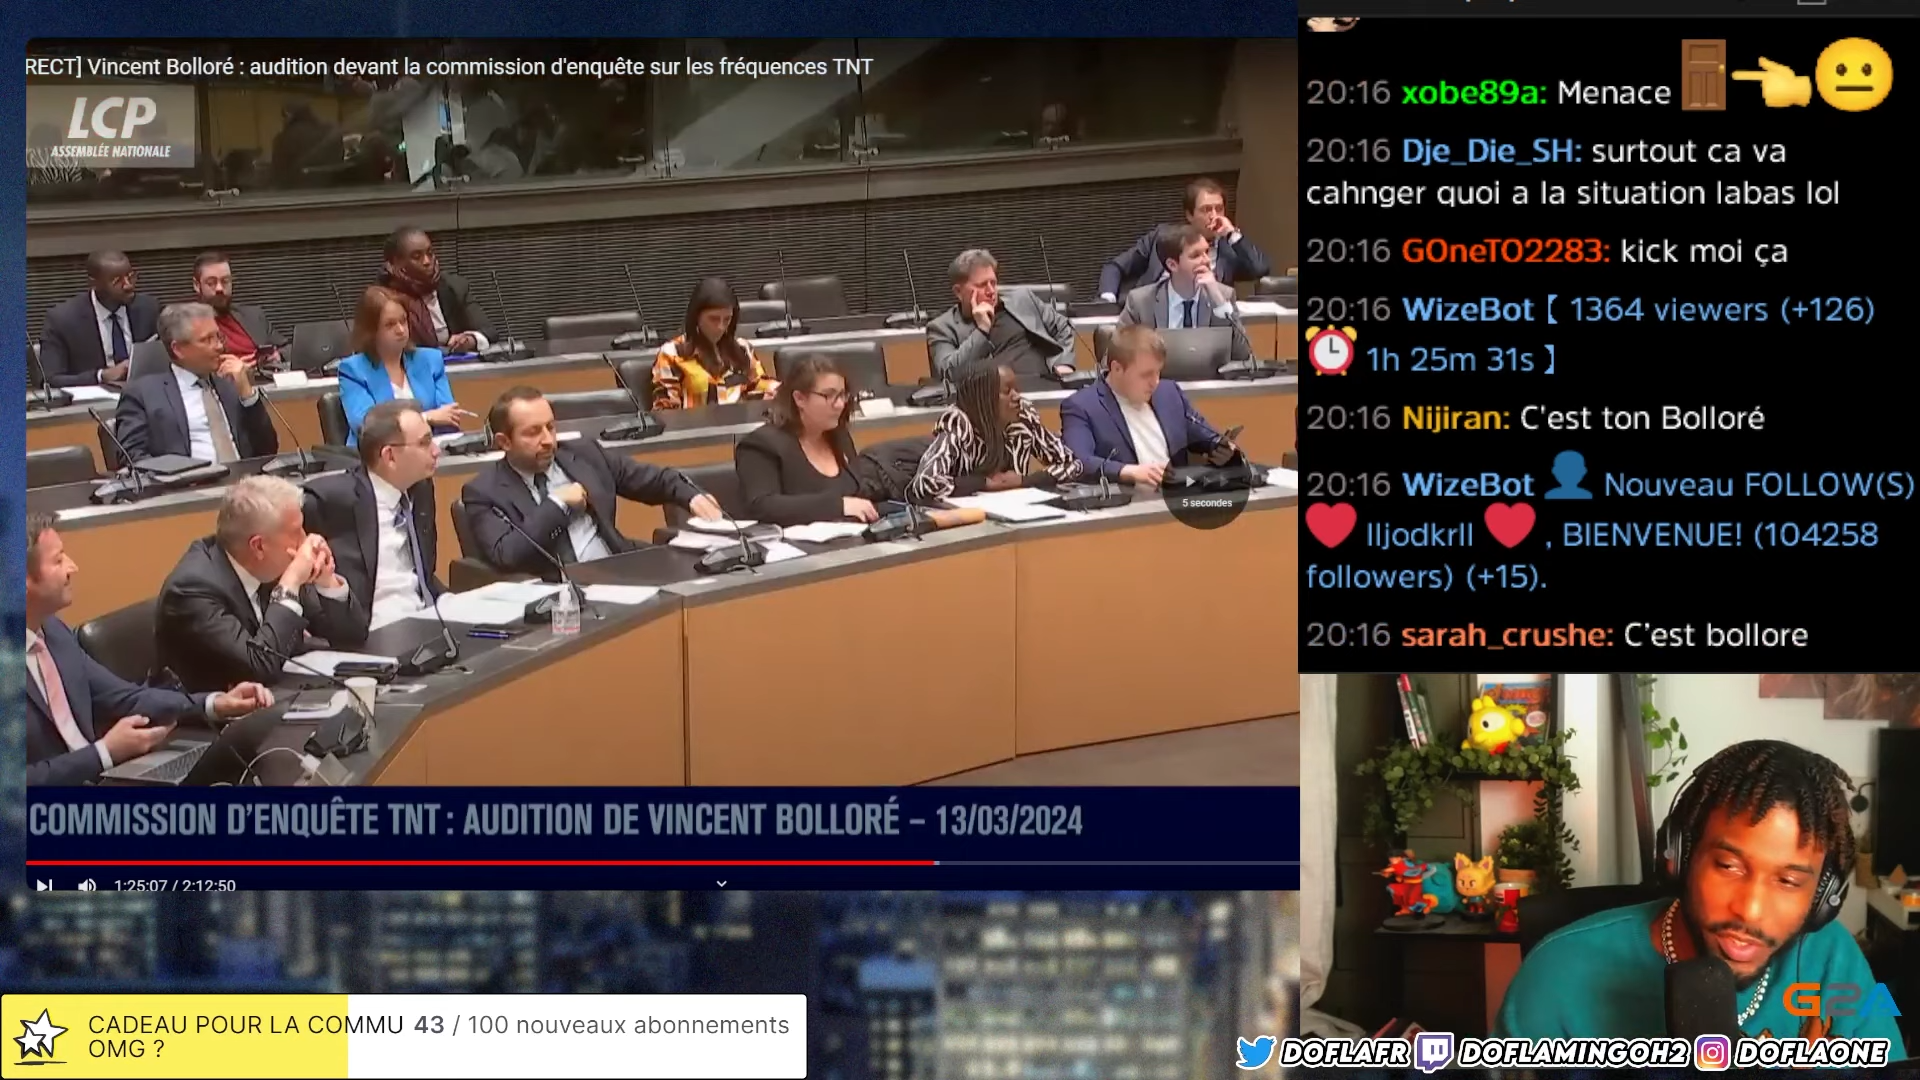 RECT] Vincent Bolloré : audition devant la commission d'enquête sur les fréquences TNT
LCP
ASSEMBLÉE NATIONALE
5 secondes
COMMISSION D'ENQUÊTE TNT : AUDITION DE VINCENT BOLLORÉ – 13/03/2024
1:25:07 / 2:12:50
20:16 xobe89a: Menace
20:16 Dje_Die_SH: surtout ca va
cahnger quoi a la situation labas lol
20:16 GOneTO2283: kick moi ça
20:16 WizeBot【 1364 viewers (+126)
1h 25m 31s】
20:16 Nijiran: C'est ton Bolloré
20:16 WizeBot Nouveau FOLLOW(S)
lljodkrll , BIENVENUE! (104258
followers) (+15).
20:16 sarah_crushe: C'est bollore
G2A
CADEAU POUR LA COMMU 43 / 100 nouveaux abonnements
OMG ?
DOFLAFR DOFLAMINGOH2 DOFLAONE